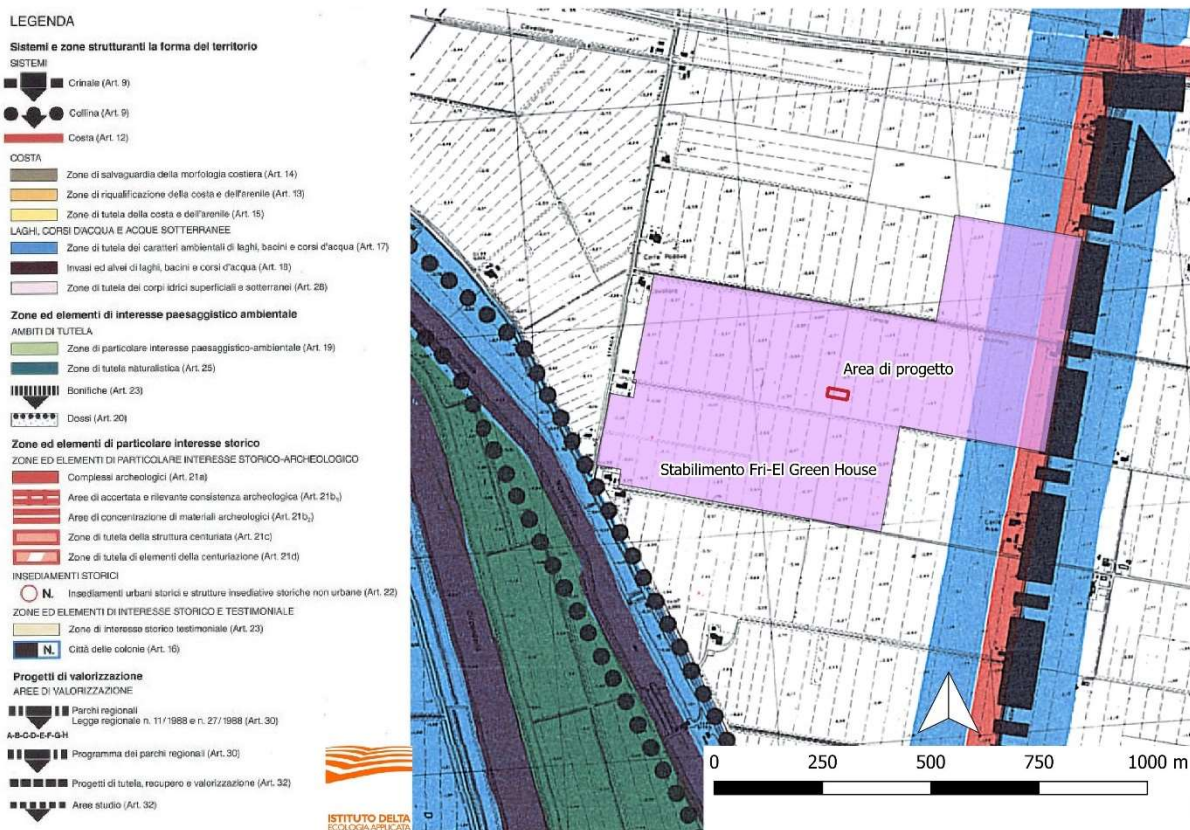 LEGENDA
Sistemi e zone strutturanti la forma del territorio
SISTEMI
Crinale (Art. 9)
Collina (Art. 9)
Costa (Art. 12)
COSTA
Zone di salvaguardia della morfologia costiera (Art. 14)
Zone di riqualificazione della costa e dell'arenile (Art. 13)
Zone di tutela della costa e dell'arenile (Art. 15)
LAGHI, CORSI D'ACQUA E ACQUE SOTTERRANEE
Zone di tutela dei caratteri ambientali di laghi, bacini e corsi d'acqua (Art. 17)
Invasi ed alvei di laghi, bacini e corsi d'acqua (Art. 18)
Zone di tutela dei corpi idrici superficiali e sotterranei (Art. 28)
Zone ed elementi di interesse paesaggistico ambientale
AMBITI DI TUTELA
Zone di particolare interesse paesaggistico-ambientale (Art. 19)
Zone di tutela naturalistica (Art. 25)
Bonifiche (Art. 23)
Dossi (Art. 20)
Zone ed elementi di particolare interesse storico
ZONE ED ELEMENTI DI PARTICOLARE INTERESSE STORICO-ARCHEOLOGICO
Complessi archeologici (Art. 21a)
Aree di accertata e rilevante consistenza archeologica (Art. 21b₁)
Aree di concentrazione di materiali archeologici (Art. 21b₂)
Zone di tutela della struttura centuriata (Art. 21c)
Zone di tutela di elementi della centuriazione (Art. 21d)
INSEDIAMENTI STORICI
N. Insediamenti urbani storici e strutture insediative storiche non urbane (Art. 22)
ZONE ED ELEMENTI DI INTERESSE STORICO E TESTIMONIALE
Zone di interesse storico testimoniale (Art. 23)
N. Città delle colonie (Art. 16)
Progetti di valorizzazione
AREE DI VALORIZZAZIONE
Parchi regionali
Legge regionale n. 11/1988 e n. 27/1988 (Art. 30)
A-B-C-D-E-F-G-H
Programma dei parchi regionali (Art. 30)
Progetti di tutela, recupero e valorizzazione (Art. 32)
Aree studio (Art. 32)
ISTITUTO DELTA
ECOLOGIA APPLICATA
Area di progetto
Stabilimento Fri-El Green House
0 250 500 750 1000 m